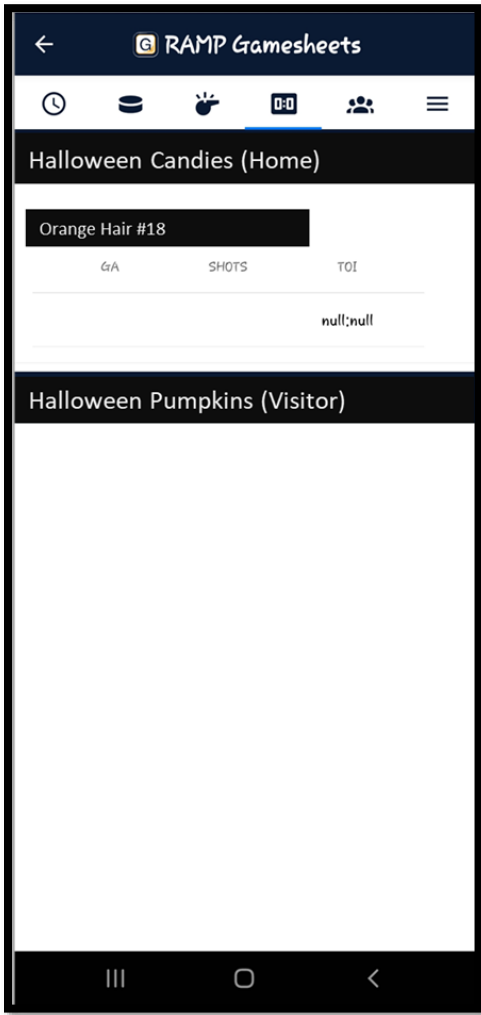 G RAMP Gamesheets
0:0
Halloween Candies (Home)
Orange Hair #18
GA SHOTS TOI
null:null
Halloween Pumpkins (Visitor)